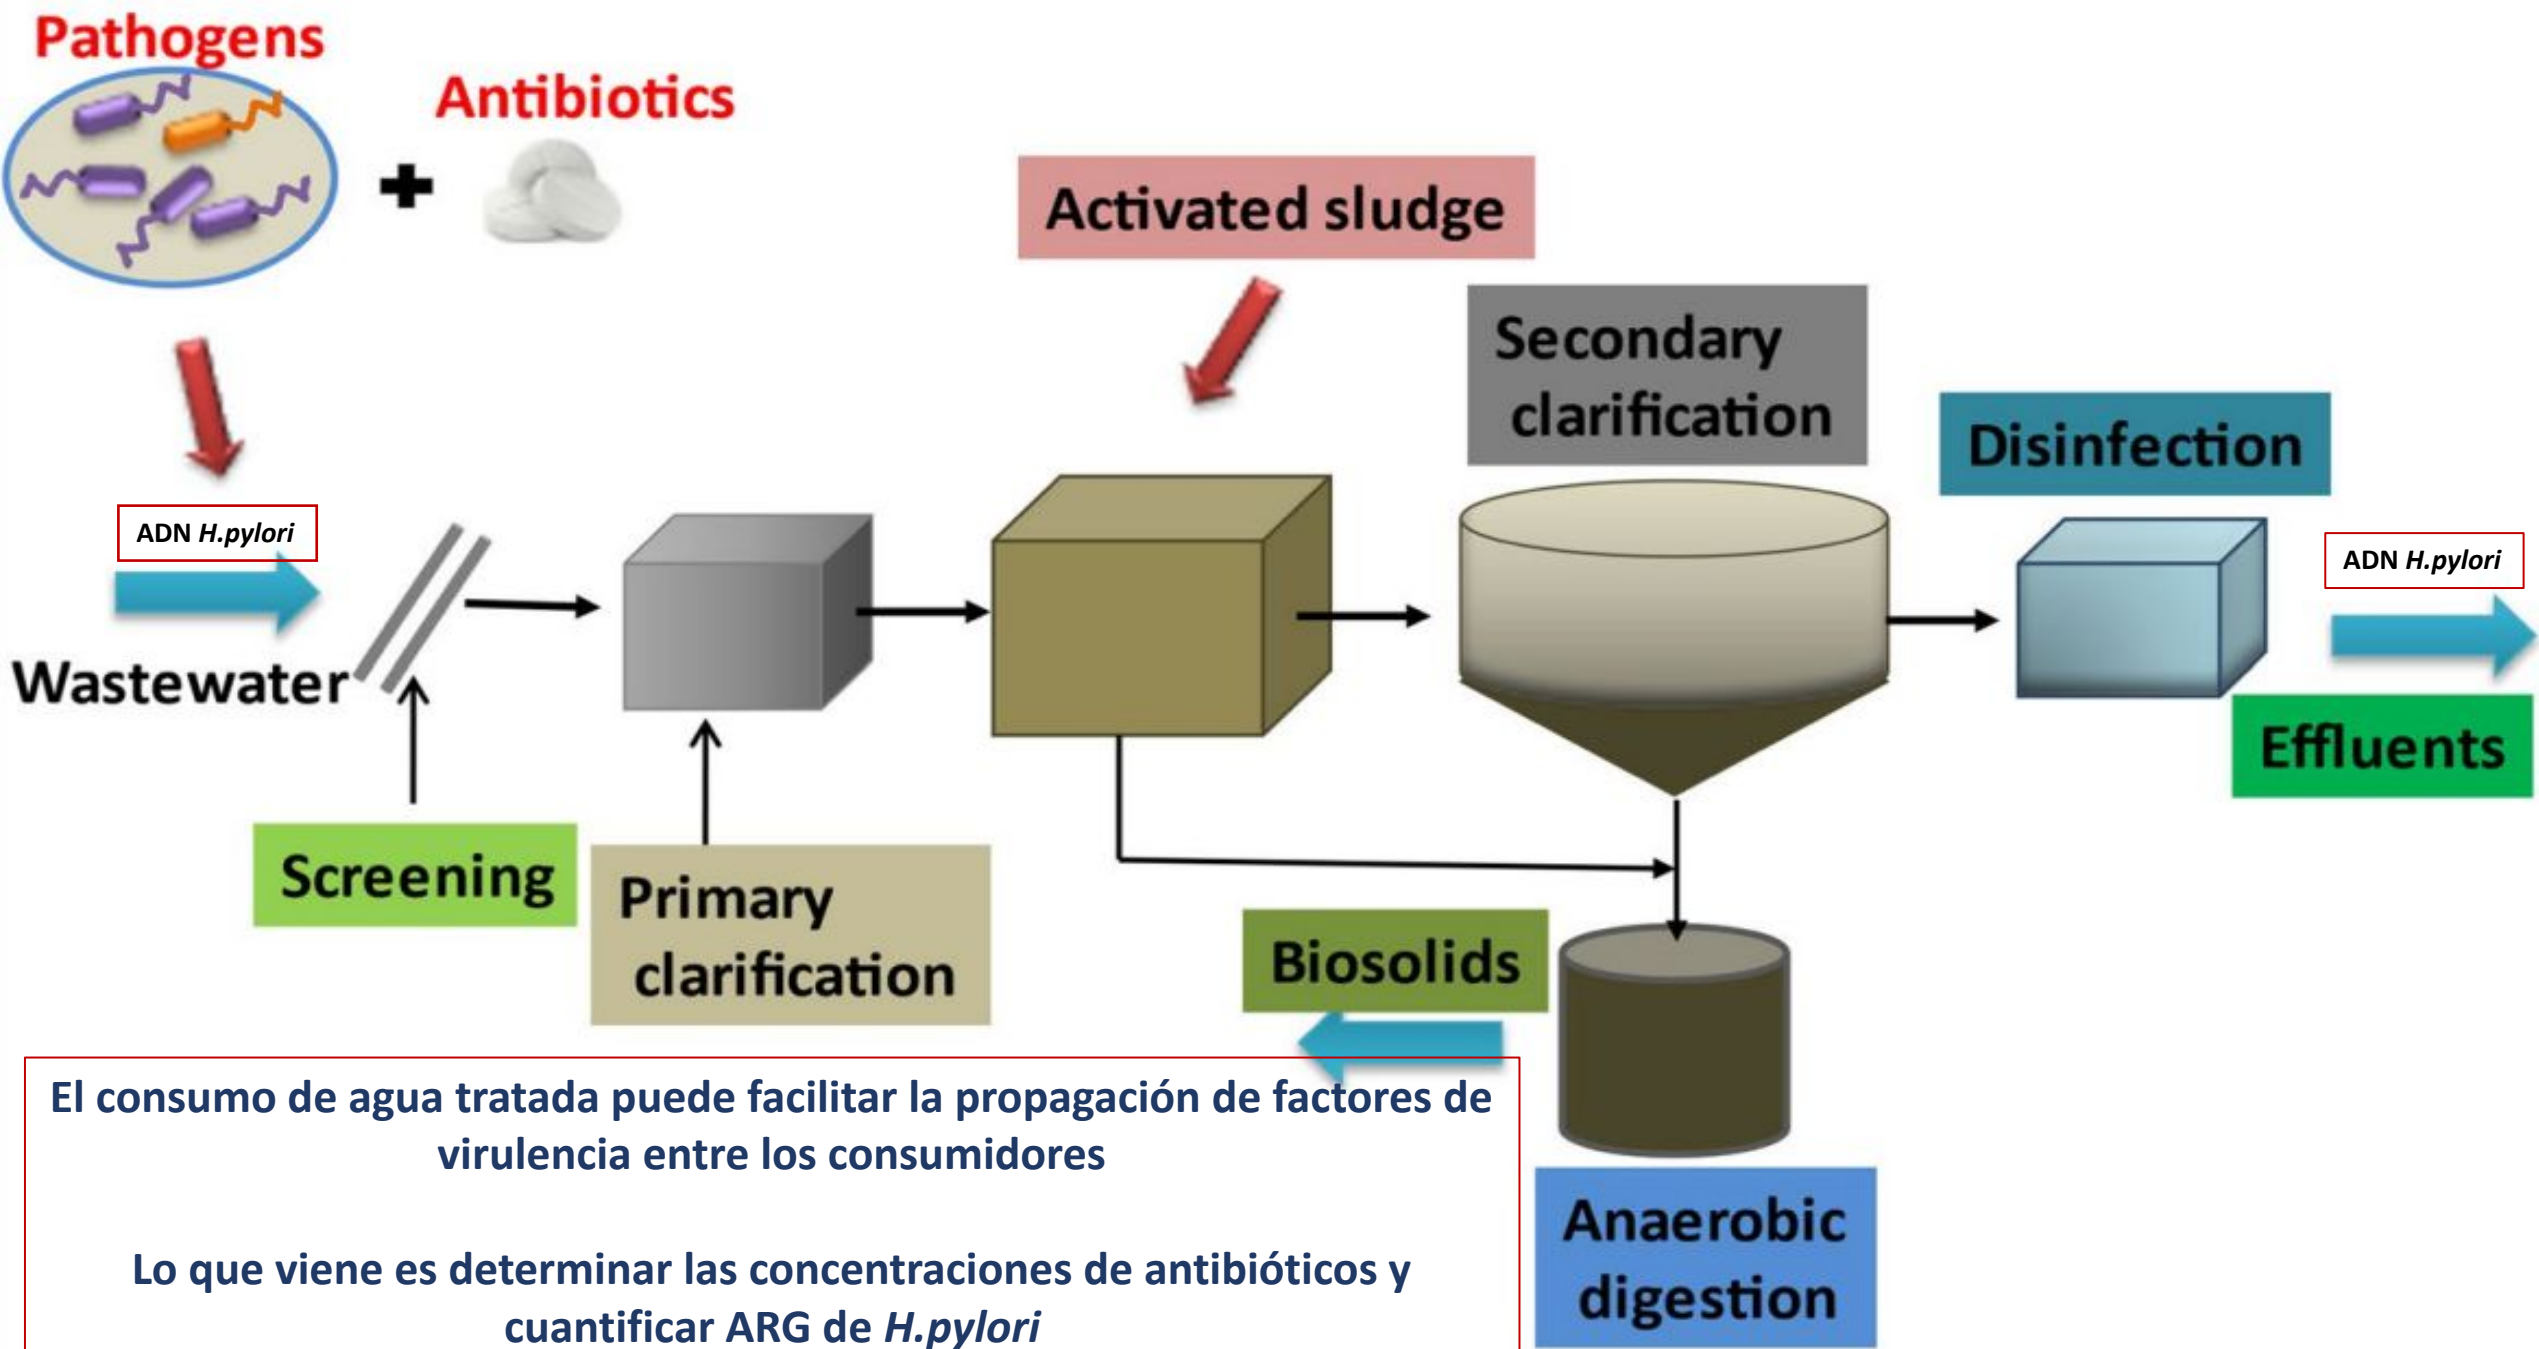 Pathogens
Antibiotics
Activated sludge
Secondary
clarification
Disinfection
ADN H.pylori
ADN H.pylori
Wastewater
Effluents
Screening
Primary
clarification
Biosolids
El consumo de agua tratada puede facilitar la propagación de factores de
virulencia entre los consumidores
Lo que viene es determinar las concentraciones de antibióticos y
cuantificar ARG de H.pylori
Anaerobic
digestion